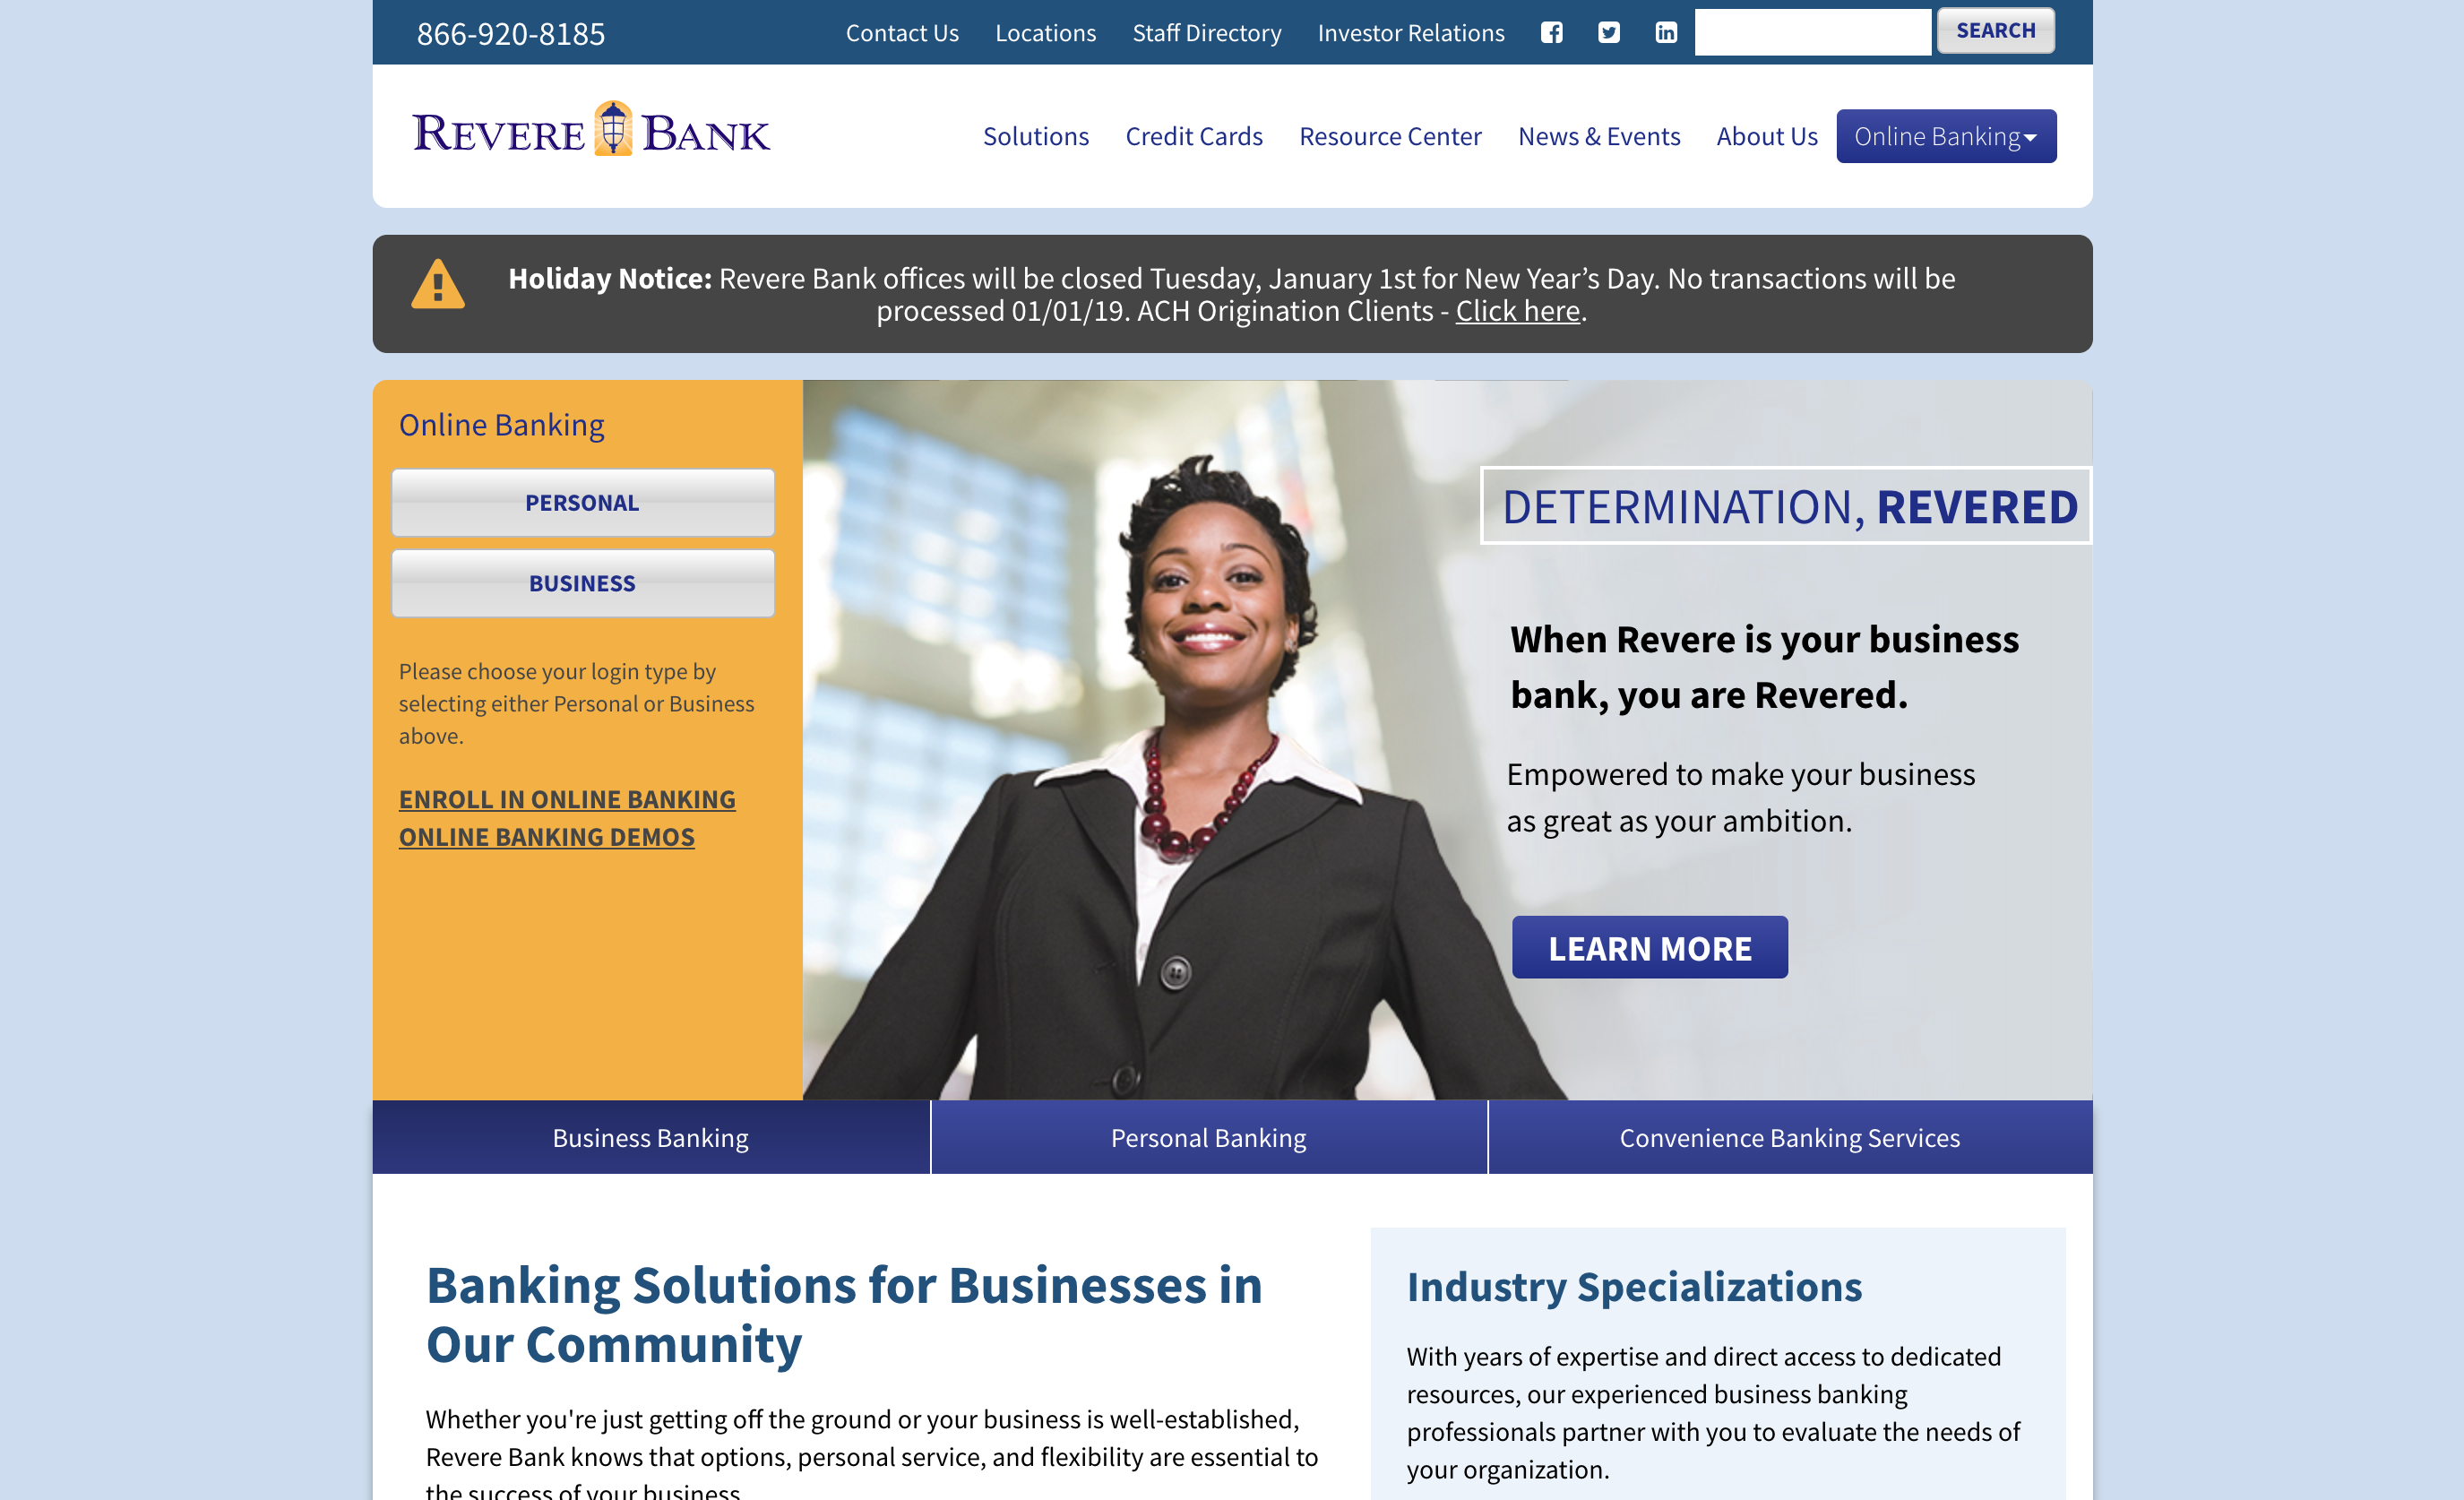 866-920-8185
Contact Us
Locations
Staff Directory
Investor Relations
SEARCH
REVERE BANK
Solutions
Credit Cards
Resource Center
News & Events
About Us
Online Banking
Holiday Notice: Revere Bank offices will be closed Tuesday, January 1st for New Year’s Day. No transactions will be
processed 01/01/19. ACH Origination Clients - Click here.
Online Banking
PERSONAL
BUSINESS
Please choose your login type by
selecting either Personal or Business
above.
ENROLL IN ONLINE BANKING
ONLINE BANKING DEMOS
DETERMINATION, REVERED
When Revere is your business
bank, you are Revered.
Empowered to make your business
as great as your ambition.
LEARN MORE
Business Banking
Personal Banking
Convenience Banking Services
Banking Solutions for Businesses in
Our Community
Whether you're just getting off the ground or your business is well-established,
Revere Bank knows that options, personal service, and flexibility are essential to
the success of your business
Industry Specializations
With years of expertise and direct access to dedicated
resources, our experienced business banking
professionals partner with you to evaluate the needs of
your organization.